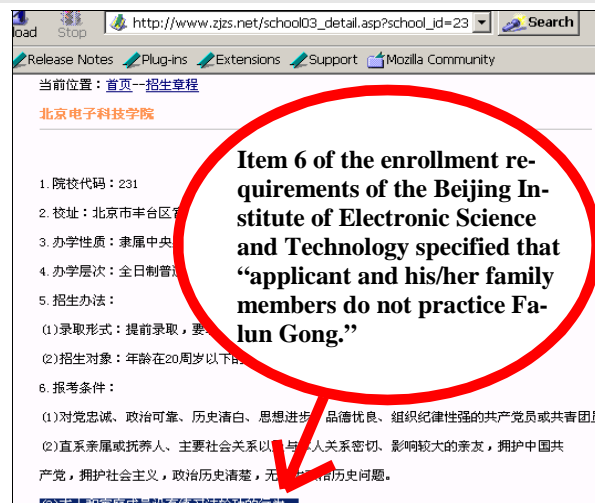 load Stop http://www.zjzs.net/school03_detail.asp?school_id=23 Search
Release Notes Plug-ins Extensions Support Mozilla Community
当前位置：首页--招生章程
北京电子科技学院
Item 6 of the enrollment re-
quirements of the Beijing In-
stitute of Electronic Science
and Technology specified that
“applicant and his/her family
members do not practice Fa-
lun Gong.”
1.院校代码：231
2.校址：北京市丰台区
3.办学性质：隶属中央
4.办学层次：全日制普
5.招生办法：
(1)录取形式：提前录取，要
(2)招生对象：年龄在20周岁以下的
6.报考条件：
(1)对党忠诚、政治可靠、历史清白、思想进步、品德优良、组织纪律性强的共产党员或共青团员
(2)直系亲属或抚养人、主要社会关系以 与本人关系密切、影响较大的亲友，拥护中国共
产党，拥护社会主义，政治历史清楚，无 政治历史问题。